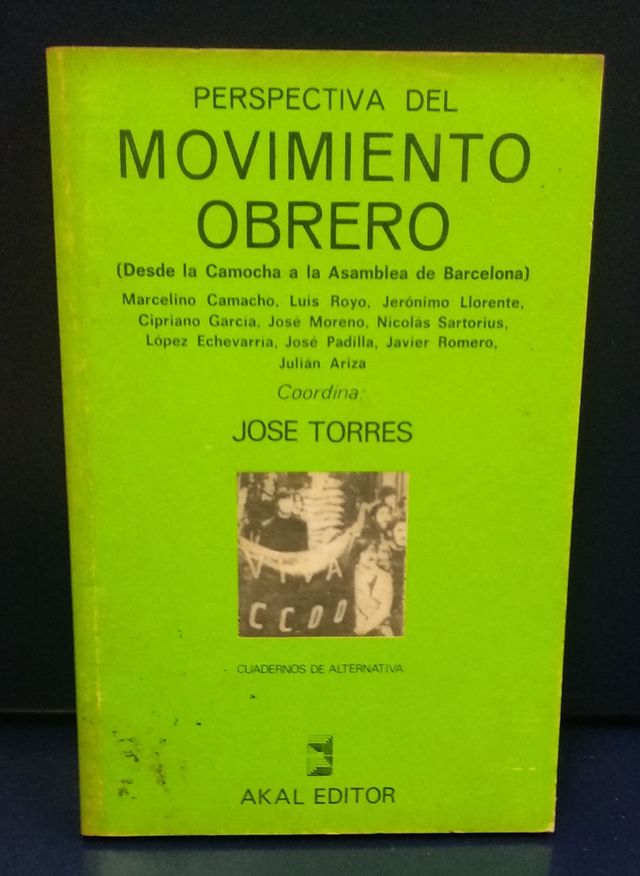 PERSPECTIVA DEL
MOVIMIENTO
OBRERO
(Desde la Camocha a la Asamblea de Barcelona)
Marcelino Camacho, Luis Royo, Jerónimo Llorente,
Cipriano García, José Moreno, Nicolás Sartorius,
López Echevarría, José Padilla, Javier Romero,
Julián Ariza
Coordina:
JOSE TORRES
VIVA
CCOO
CUADERNOS DE ALTERNATIVA
AKAL EDITOR